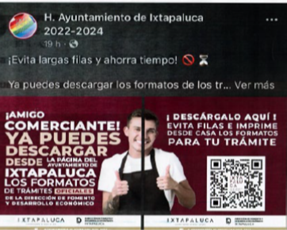 H. Ayuntamiento de Ixtapaluca
2022-2024
19 h ·
¡Evita largas filas y ahorra tiempo!
Ya puedes descargar los formatos de los tr... Ver más
¡AMIGO
COMERCIANTE!
YA PUEDES
DESCARGAR
DESDE LA PÁGINA DEL
AYUNTAMIENTO DE
IXTAPALUCA
LOS FORMATOS
DE TRÁMITES OFICIALES
DE LA DIRECCIÓN DE FOMENTO
Y DESARROLLO ECONÓMICO.
¡ DESCÁRGALO AQUÍ !
EVITA FILAS E IMPRIME
DESDE CASA LOS FORMATOS
PARA TU TRÁMITE
IXTAPALUCA
IXTAPALUCA